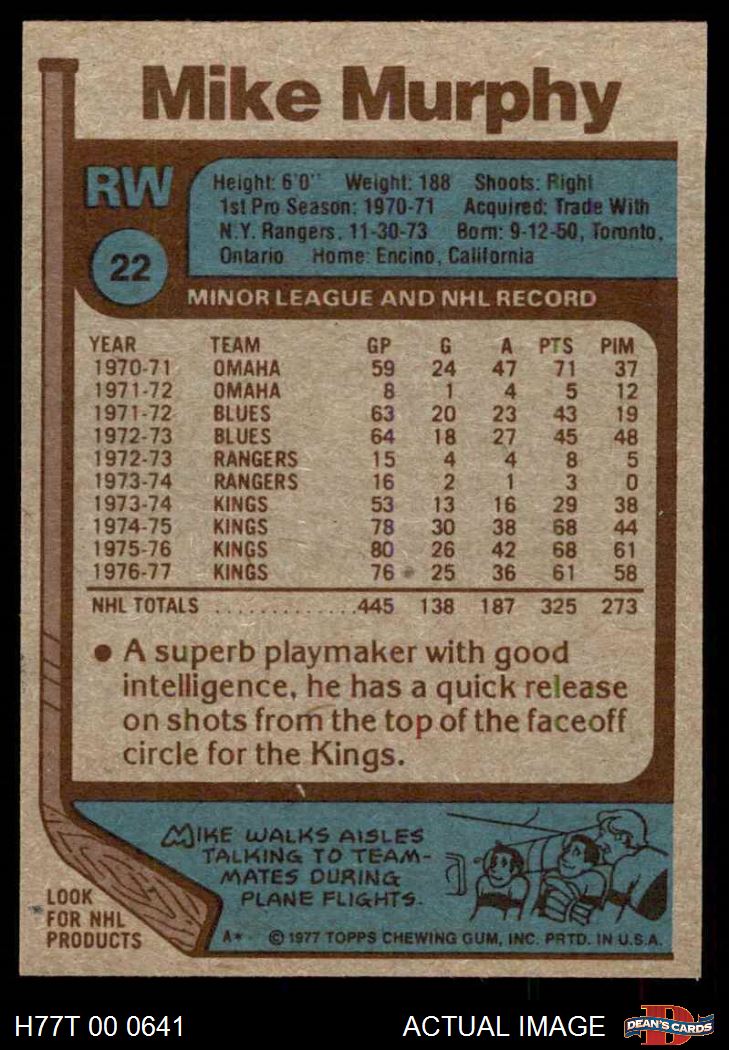 Mike Murphy
RW
22
Height: 6'0" Weight: 188 Shoots: Right
1st Pro Season: 1970-71 Acquired: Trade With
N.Y. Rangers, 11-30-73 Born: 9-12-50, Toronto,
Ontario Home: Encino, California
MINOR LEAGUE AND NHL RECORD
YEAR TEAM GP G A PTS PIM
1970-71 OMAHA 59 24 47 71 37
1971-72 OMAHA 8 1 4 5 12
1971-72 BLUES 63 20 23 43 19
1972-73 BLUES 64 18 27 45 48
1972-73 RANGERS 15 4 4 8 5
1973-74 RANGERS 16 2 1 3 0
1973-74 KINGS 53 13 16 29 38
1974-75 KINGS 78 30 38 68 44
1975-76 KINGS 80 26 42 68 61
1976-77 KINGS 76 25 36 61 58
NHL TOTALS .............445 138 187 325 273
● A superb playmaker with good
intelligence, he has a quick release
on shots from the top of the faceoff
circle for the Kings.
MIKE WALKS AISLES
TALKING TO TEAM-
MATES DURING
PLANE FLIGHTS.
LOOK
FOR NHL
PRODUCTS
A* © 1977 TOPPS CHEWING GUM, INC. PRTD. IN U.S.A.
H77T 00 0641 ACTUAL IMAGE
D
DEAN'S CARDS